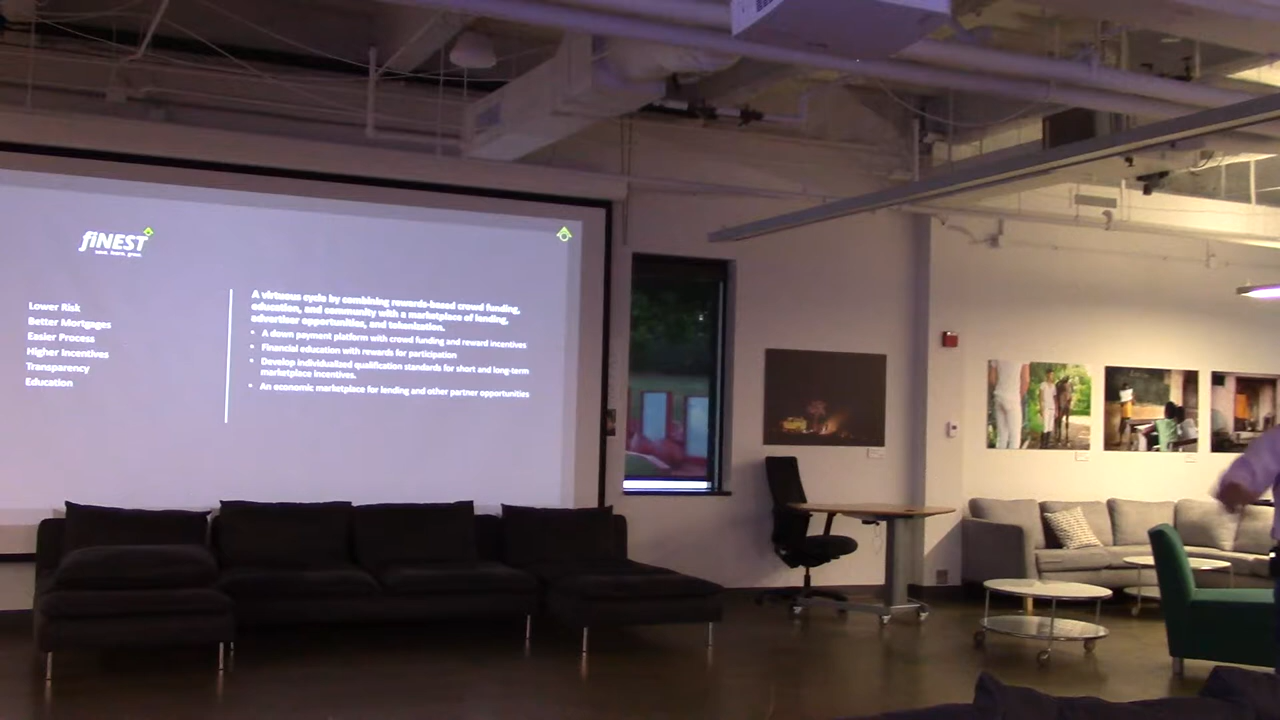 fiNEST
save. learn. grow.
Lower Risk
Better Mortgages
Easier Process
Higher Incentives
Transparency
Education
A virtuous cycle by combining rewards-based crowd funding,
education, and community with a marketplace of lending,
advertiser opportunities, and tokenization.
• A down payment platform with crowd funding and reward incentives
• Financial education with rewards for participation
• Develop individualized qualification standards for short and long-term
marketplace incentives.
• An economic marketplace for lending and other partner opportunities